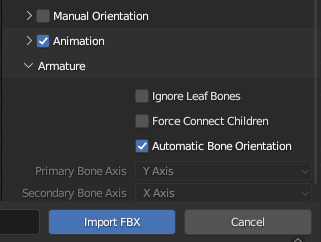 Manual Orientation
Animation
Armature
Ignore Leaf Bones
Force Connect Children
Automatic Bone Orientation
Primary Bone Axis Y Axis
Secondary Bone Axis X Axis
Import FBX Cancel